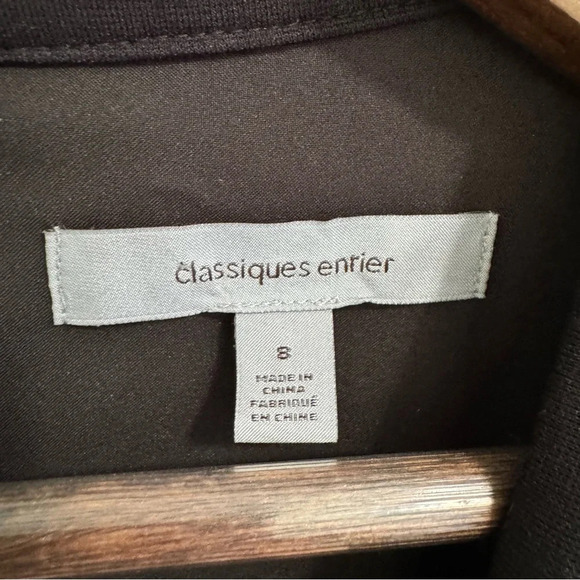 classiques entier
8
MADE IN
CHINA
FABRIQUÉ
EN CHINE